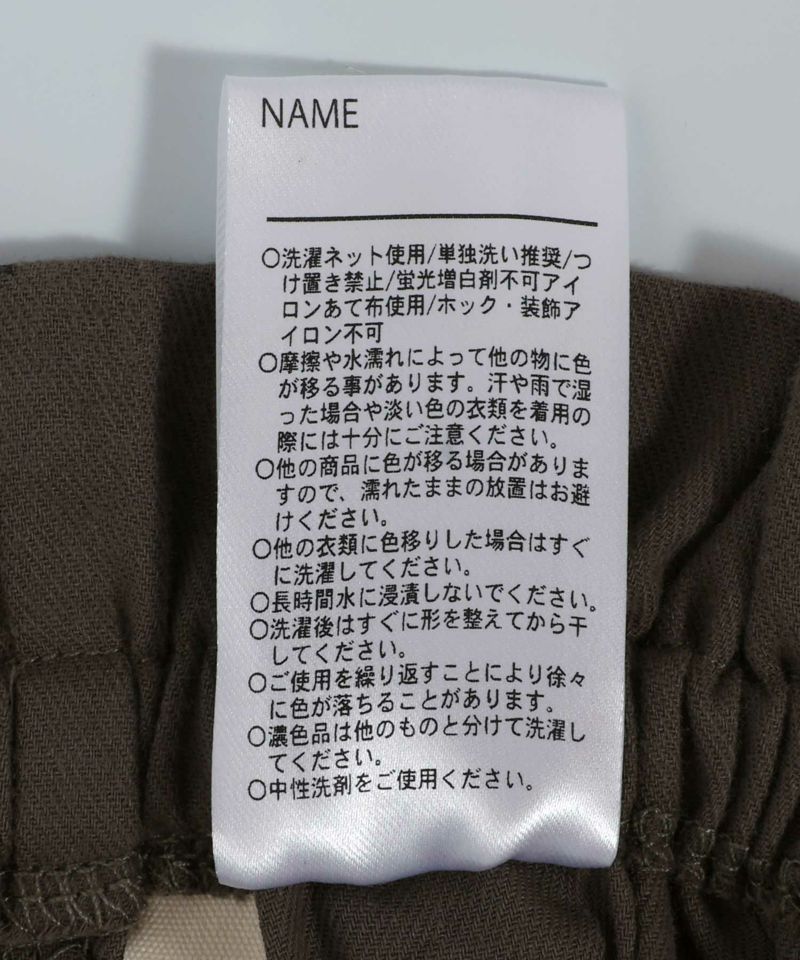 NAME
○洗濯ネット使用/単独洗い推奨/つ
け置き禁止/蛍光増白剤不可アイ
ロンあて布使用/ホック・装飾ア
イロン不可
○摩擦や水濡れによって他の物に色
が移る事があります。汗や雨で湿
った場合や淡い色の衣類を着用の
際には十分にご注意ください。
○他の商品に色が移る場合がありま
すので、濡れたままの放置はお避
けください。
○他の衣類に色移りした場合はすぐ
に洗濯してください。
○長時間水に浸漬しないでください。
○洗濯後はすぐに形を整えてから干
してください。
○ご使用を繰り返すことにより徐々
に色が落ちることがあります。
○濃色品は他のものと分けて洗濯し
てください。
○中性洗剤をご使用ください。